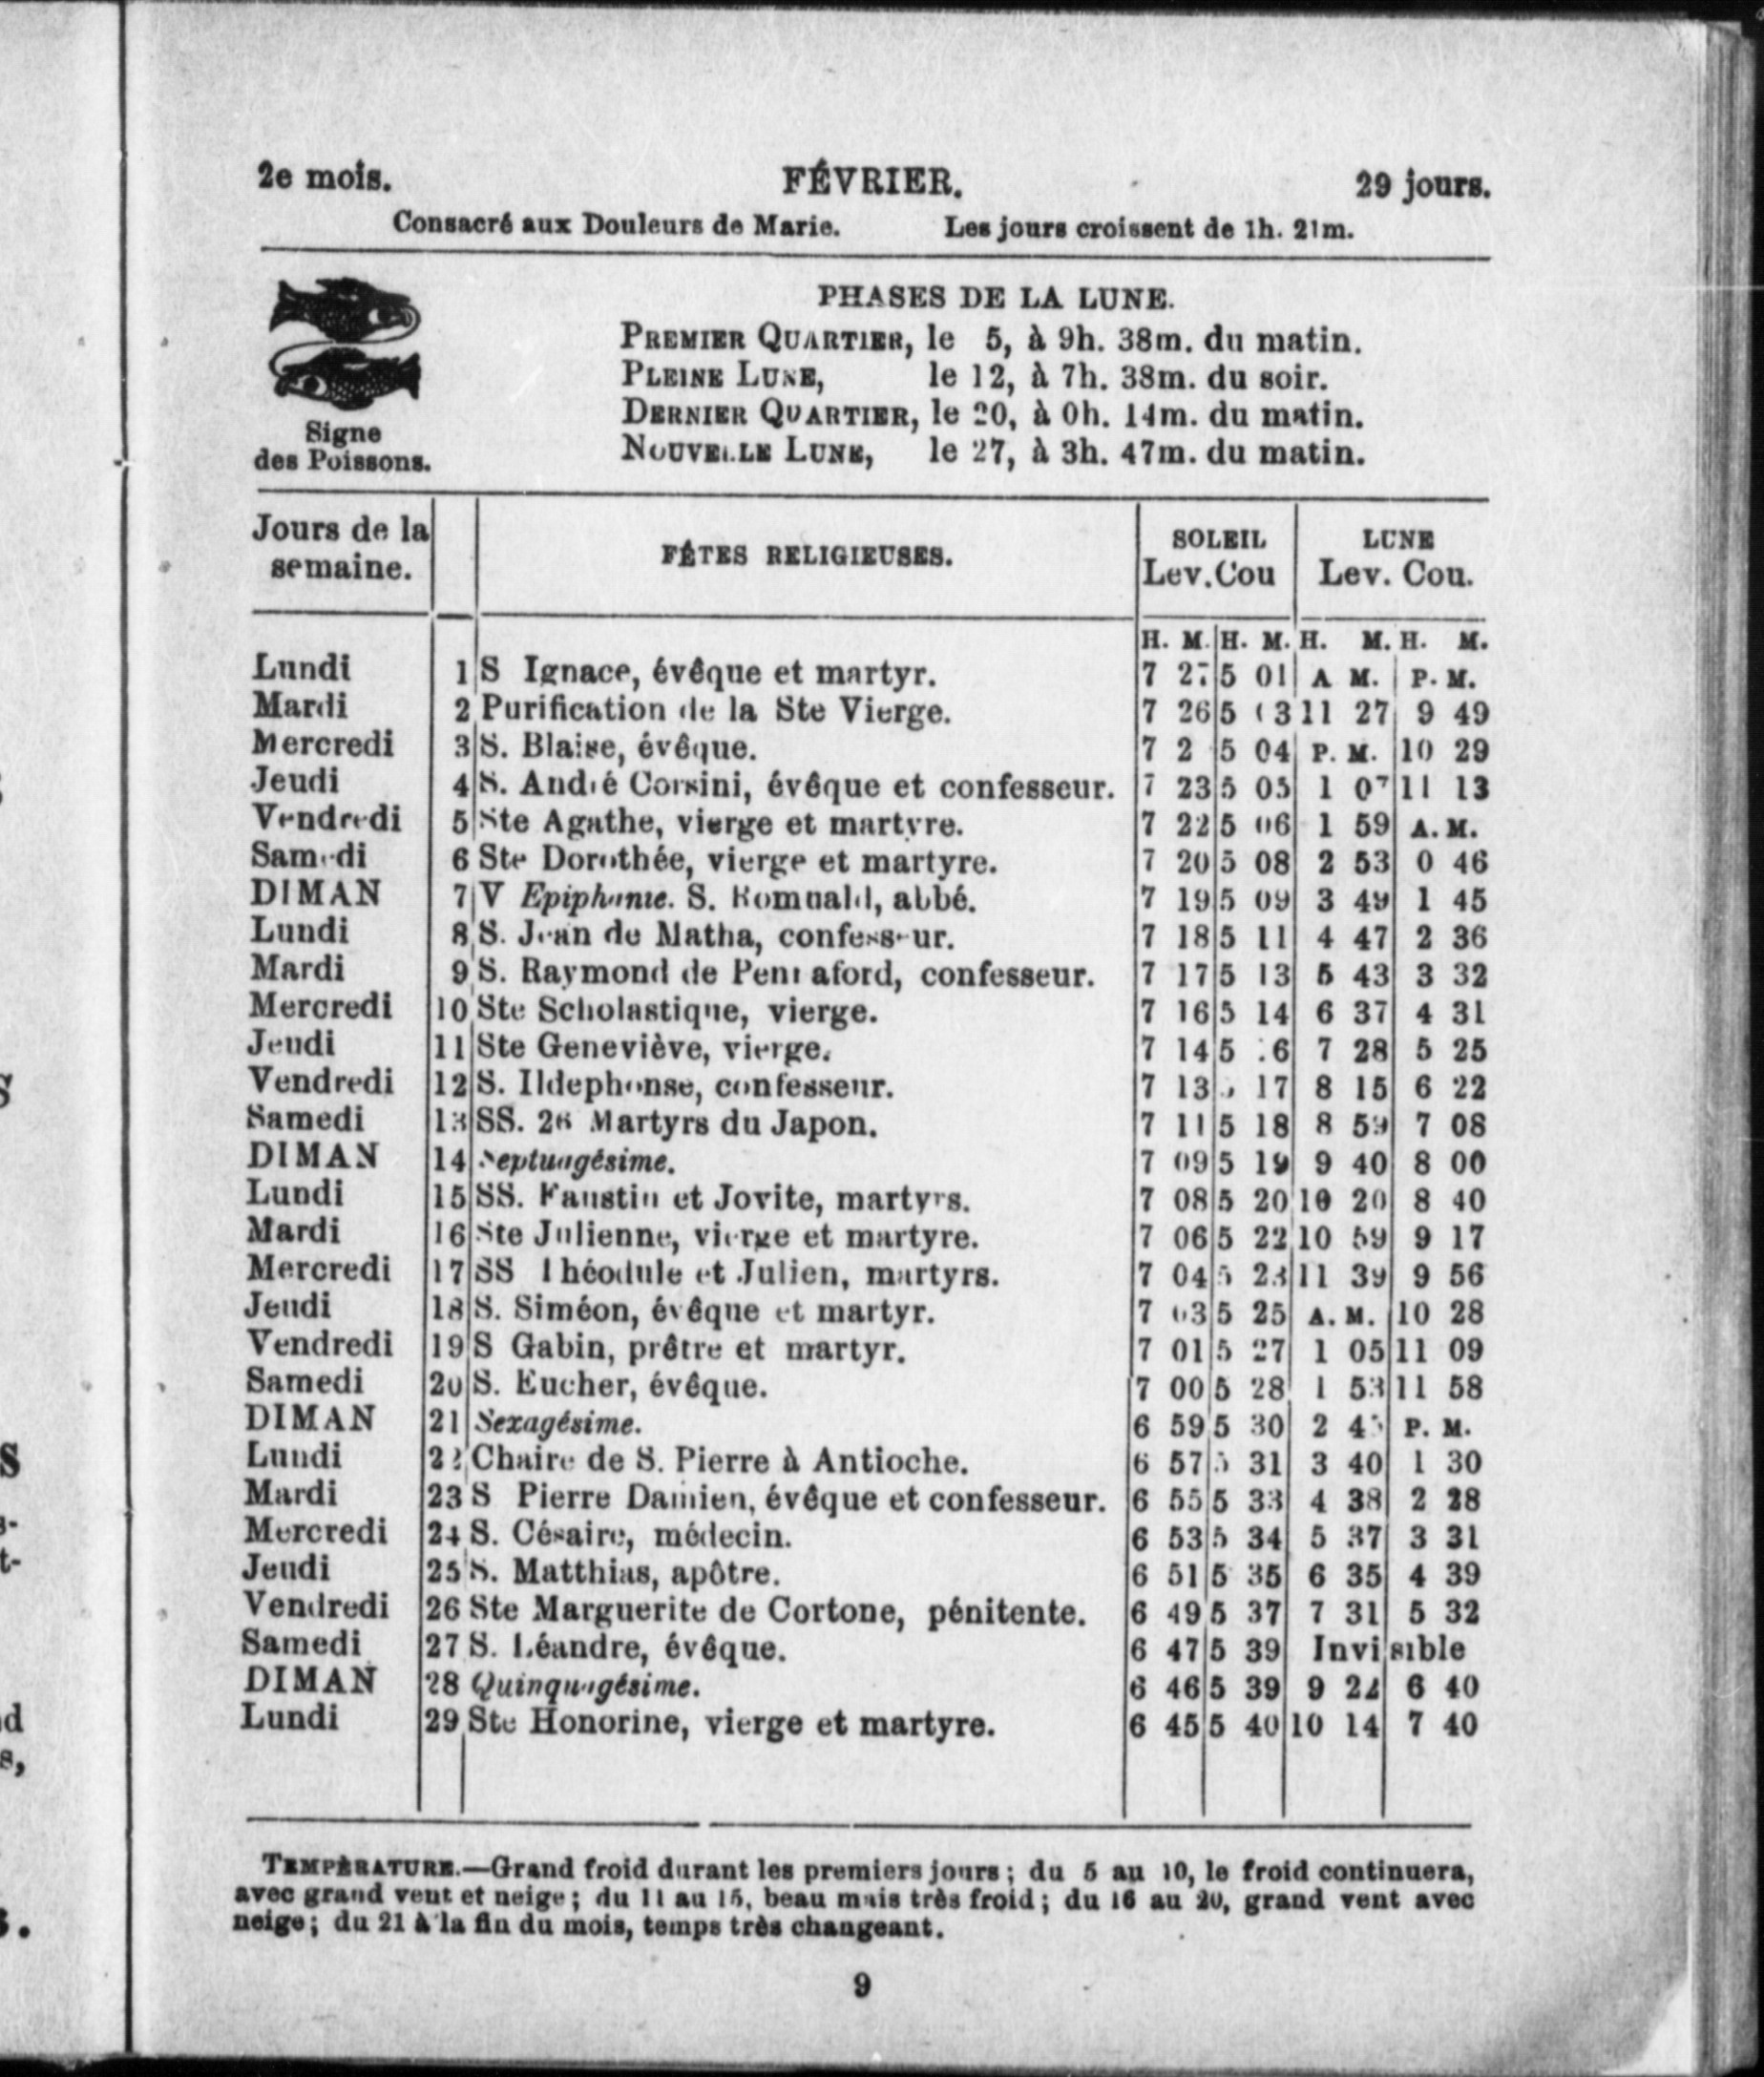 2e mois. FÉVRIER. 29 jours.
Consacré aux Douleurs de Marie. Les jours croissent de 1h. 21m.
PHASES DE LA LUNE.
PREMIER QUARTIER, le 5, à 9h. 38m. du matin.
PLEINE LUNE, le 12, à 7h. 38m. du soir.
DERNIER QUARTIER, le 20, à 0h. 14m. du matin.
NOUVELLE LUNE, le 27, à 3h. 47m. du matin.
Signe
des Poissons.
Jours de la semaine. FÊTES RELIGIEUSES. SOLEIL LUNE
Lev. Cou Lev. Cou.
H. M. H. M. H. M. H. M.
Lundi 1 S Ignace, évêque et martyr. 7 27 5 01 A M. P. M.
Mardi 2 Purification de la Ste Vierge. 7 26 5 03 11 27 9 49
Mercredi 3 S. Blaise, évêque. 7 2 5 04 P. M. 10 29
Jeudi 4 S. André Corsini, évêque et confesseur. 7 23 5 05 1 07 11 13
Vendredi 5 Ste Agathe, vierge et martyre. 7 22 5 06 1 59 A. M.
Samedi 6 Ste Dorothée, vierge et martyre. 7 20 5 08 2 53 0 46
DIMAN 7 V Epiphanie. S. Romuald, abbé. 7 19 5 09 3 49 1 45
Lundi 8 S. Jean de Matha, confesseur. 7 18 5 11 4 47 2 36
Mardi 9 S. Raymond de Pennaford, confesseur. 7 17 5 13 5 43 3 32
Mercredi 10 Ste Scholastique, vierge. 7 16 5 14 6 37 4 31
Jeudi 11 Ste Geneviève, vierge. 7 14 5 16 7 28 5 25
Vendredi 12 S. Ildephonse, confesseur. 7 13 5 17 8 15 6 22
Samedi 13 SS. 26 Martyrs du Japon. 7 11 5 18 8 59 7 08
DIMAN 14 Septuagésime. 7 09 5 19 9 40 8 00
Lundi 15 SS. Faustin et Jovite, martyrs. 7 08 5 20 10 20 8 40
Mardi 16 Ste Julienne, vierge et martyre. 7 06 5 22 10 59 9 17
Mercredi 17 SS Théodule et Julien, martyrs. 7 04 5 23 11 39 9 56
Jeudi 18 S. Siméon, évêque et martyr. 7 03 5 25 A. M. 10 28
Vendredi 19 S Gabin, prêtre et martyr. 7 01 5 27 1 05 11 09
Samedi 20 S. Eucher, évêque. 7 00 5 28 1 53 11 58
DIMAN 21 Sexagésime. 6 59 5 30 2 P. M.
Lundi 22 Chaire de S. Pierre à Antioche. 6 57 5 31 3 40 1 30
Mardi 23 S Pierre Damien, évêque et confesseur. 6 55 5 33 4 38 2 28
Mercredi 24 S. Césaire, médecin. 6 53 5 34 5 37 3 31
Jeudi 25 S. Matthias, apôtre. 6 51 5 35 6 35 4 39
Vendredi 26 Ste Marguerite de Cortone, pénitente. 6 49 5 37 7 31 5 32
Samedi 27 S. Léandre, évêque. 6 47 5 39 Invisible
DIMAN 28 Quinquagésime. 6 46 5 39 9 6 40
Lundi 29 Ste Honorine, vierge et martyre. 6 45 5 40 10 14 7 40
TEMPÈRATURE.—Grand froid durant les premiers jours; du 5 au 10, le froid continuera,
avec grand vent et neige; du 11 au 15, beau mais très froid; du 16 au 20, grand vent avec
neige; du 21 à la fin du mois, temps très changeant.
9